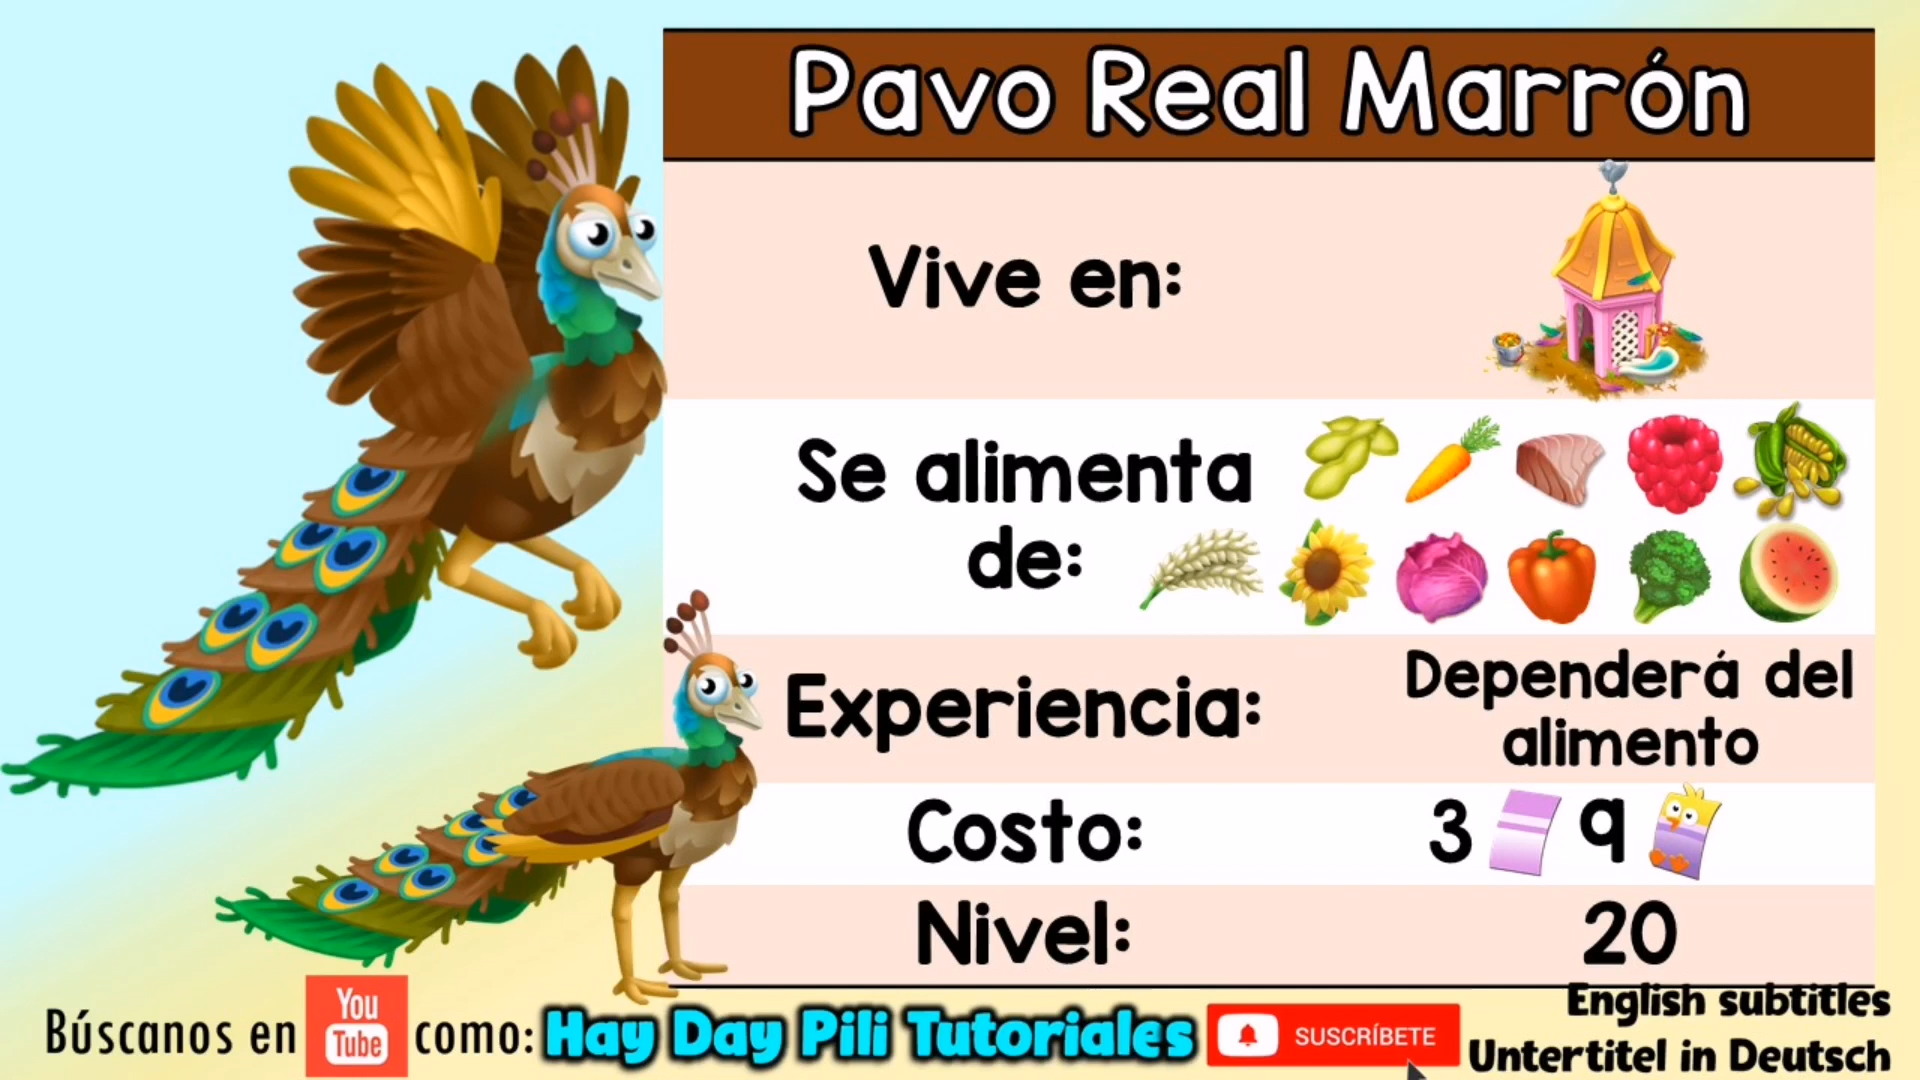 Pavo Real Marrón
Vive en:
Se alimenta
de:
Experiencia:
Dependerá del
alimento
Costo:
3 9
Nivel:
20
Búscanos en You Tube como: Hay Day Pili Tutoriales SUSCRÍBETE
English subtitles
Untertitel in Deutsch